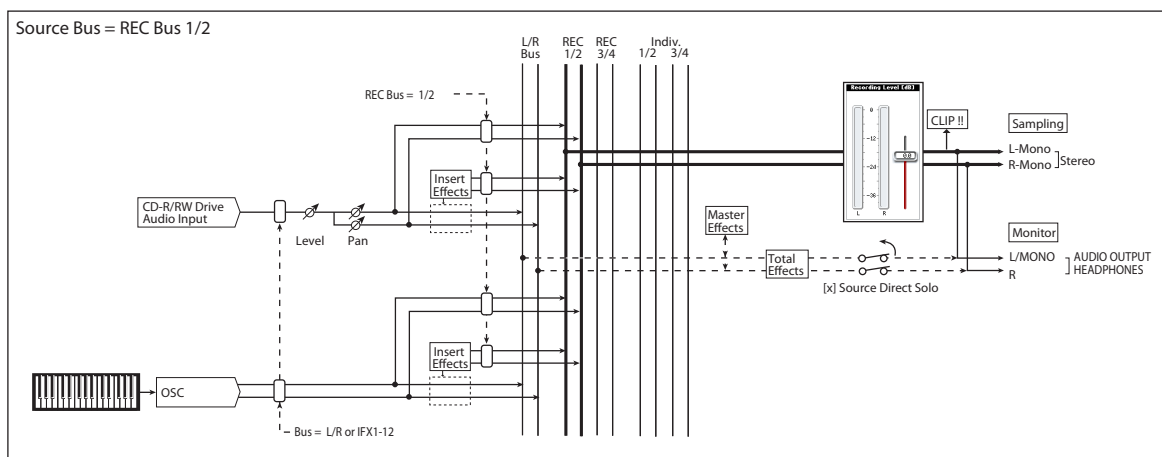 Source Bus = REC Bus 1/2
L/R
Bus
REC
1/2
REC
3/4
Indiv.
1/2 3/4
REC Bus = 1/2
Recording Level [dB]
0
-12
-24
-36
0.0
L R
CLIP !!
Sampling
L-Mono
R-Mono
Stereo
Insert
Effects
CD-R/RW Drive
Audio Input
Level
Pan
Master
Effects
Total
Effects
[x] Source Direct Solo
Monitor
L/MONO
R
AUDIO OUTPUT
HEADPHONES
Insert
Effects
OSC
Bus = L/R or IFX1-12